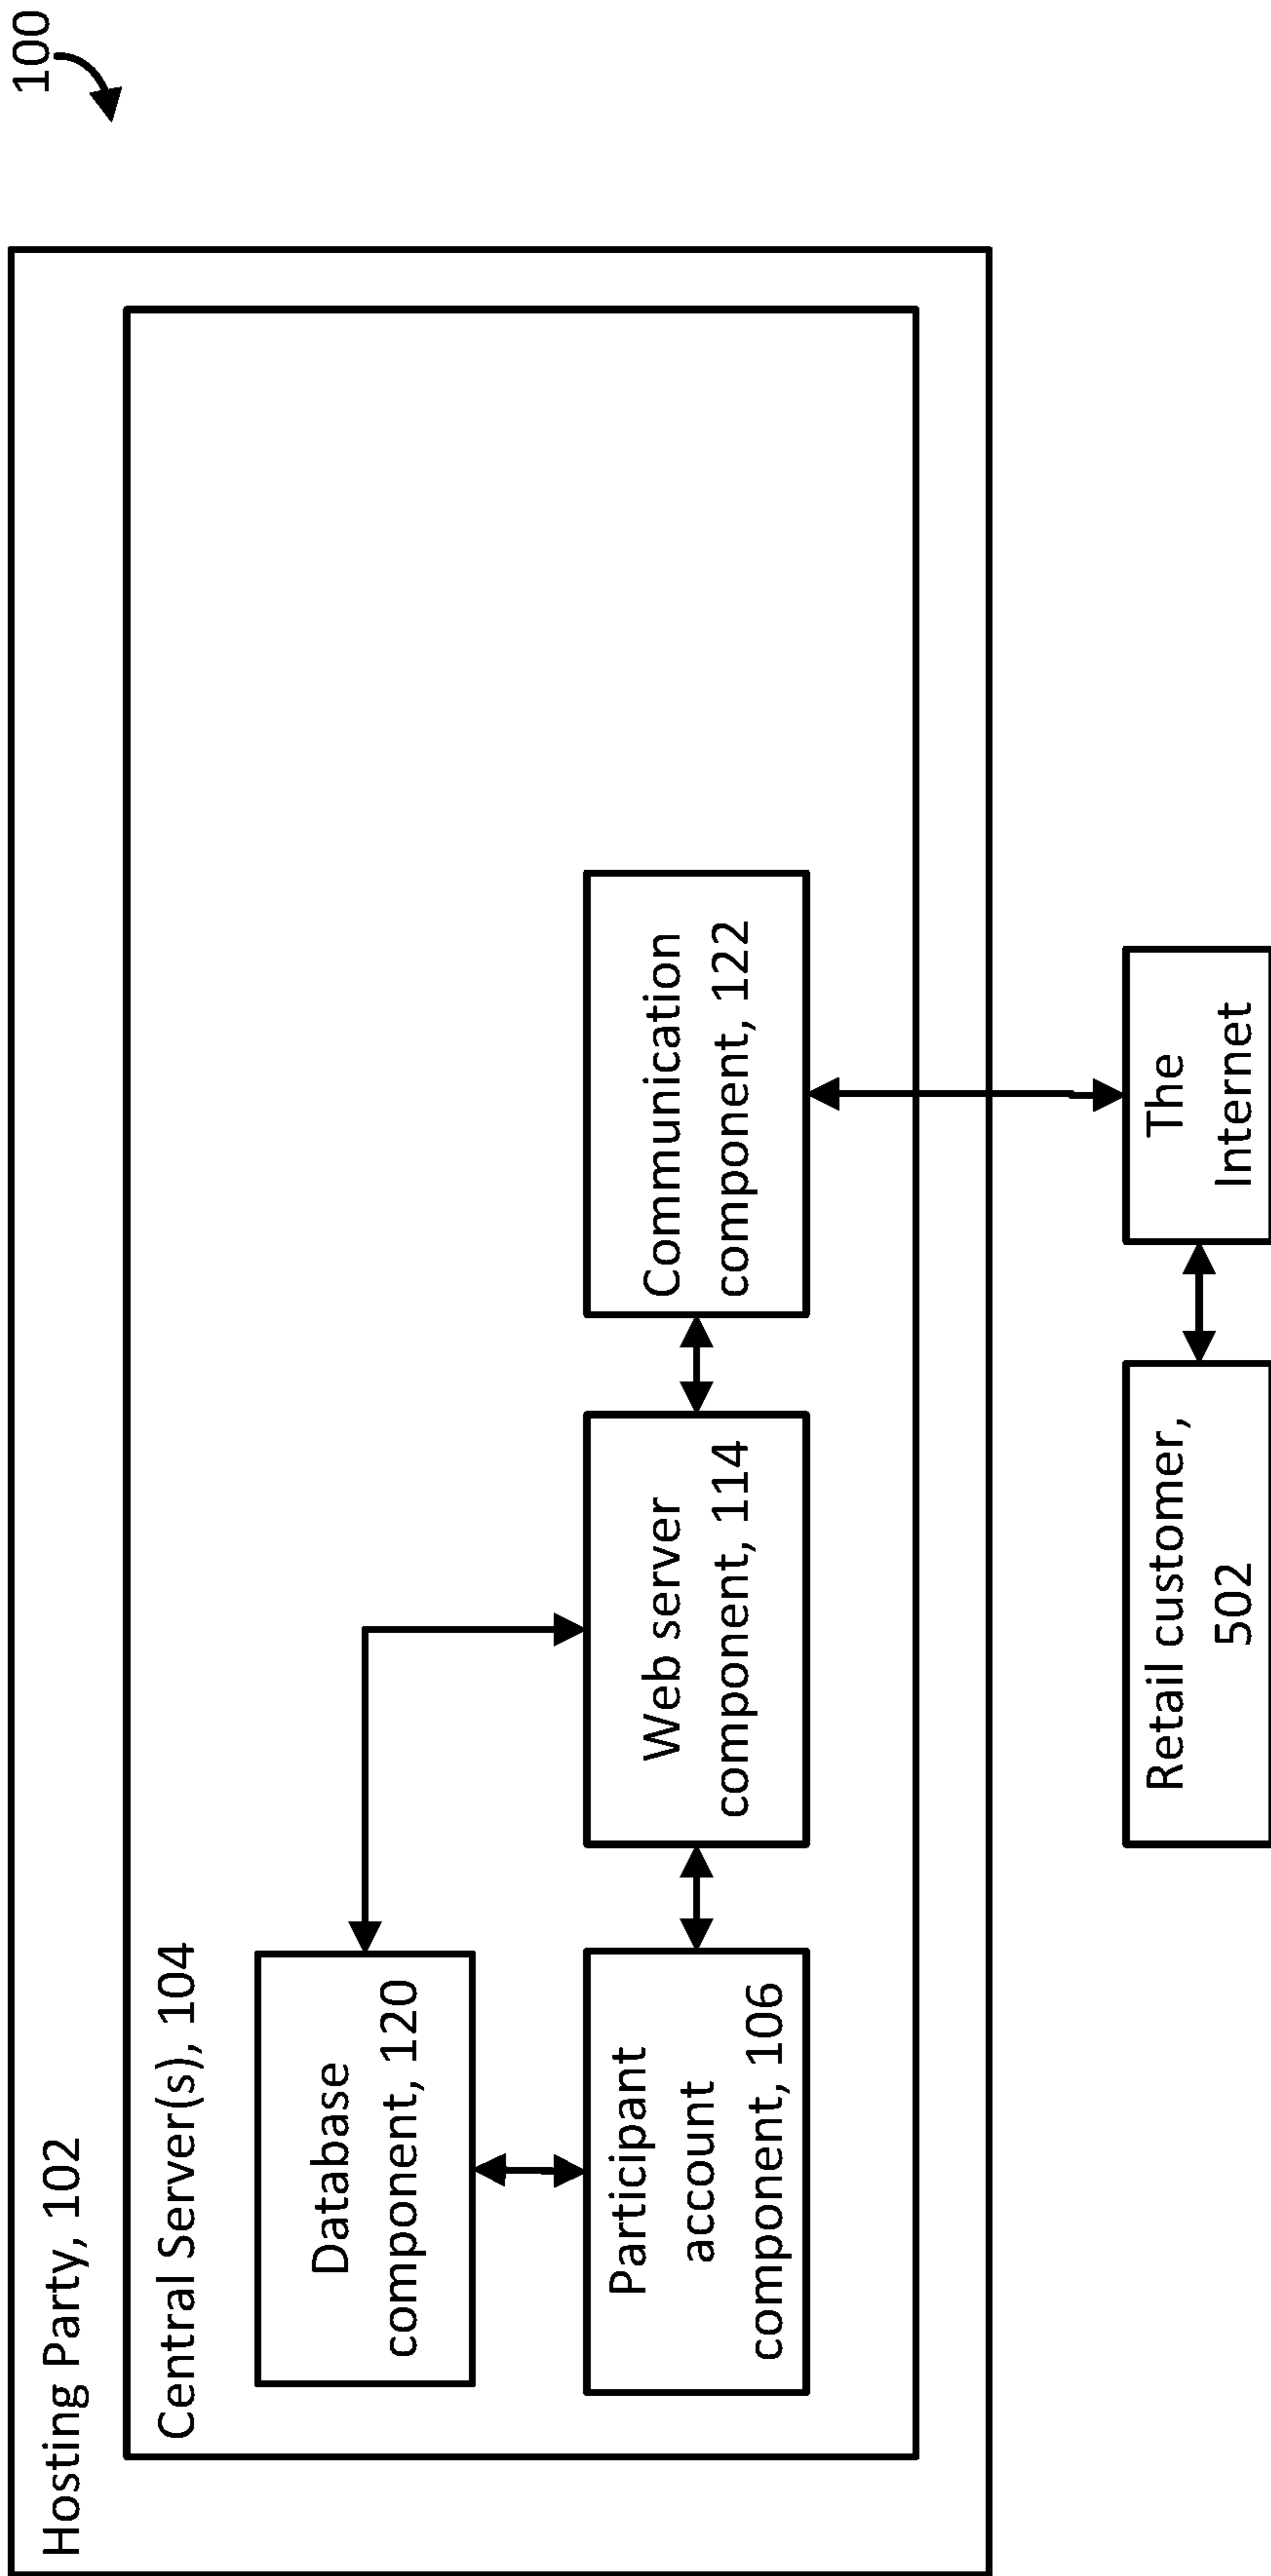 100
Hosting Party, 102
Central Server(s), 104
Database
component, 120
Participant
account
component, 106
Web server
component, 114
Communication
component, 122
Retail customer,
502
The
Internet